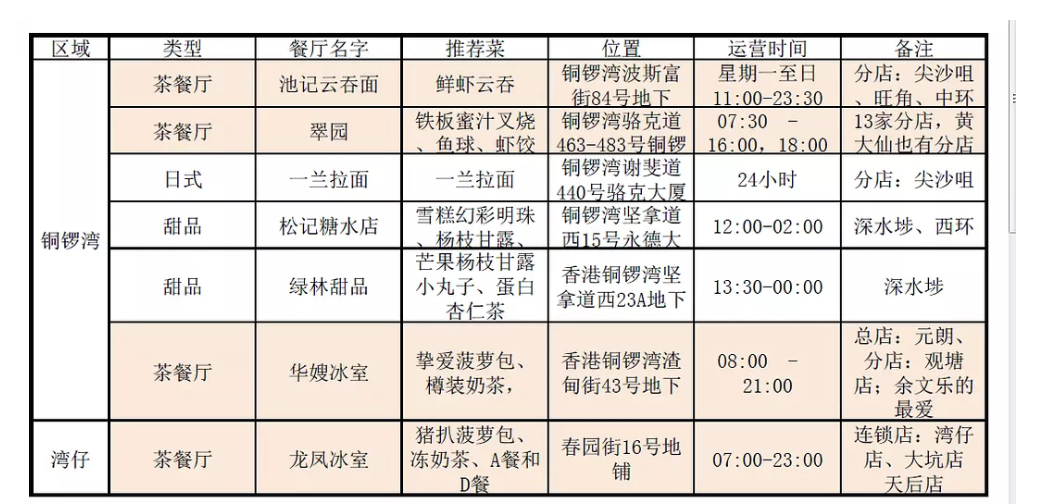 区域 类型 餐厅名字 推荐菜 位置 运营时间 备注
铜锣湾
茶餐厅
池记云吞面
鲜虾云吞
铜锣湾波斯富
街84号地下
星期一至日
11:00-23:30
分店：尖沙咀
、旺角、中环
茶餐厅
翠园
铁板蜜汁叉烧
、鱼球、虾饺
铜锣湾骆克道
463-483号铜锣
07:30 -
16:00，18:00
13家分店，黄
大仙也有分店
日式
一兰拉面
一兰拉面
铜锣湾谢斐道
440号骆克大厦
24小时
分店：尖沙咀
甜品
松记糖水店
雪糕幻彩明珠
、杨枝甘露、
铜锣湾坚拿道
西15号永德大
12:00-02:00
深水埗、西环
甜品
绿林甜品
芒果杨枝甘露
小丸子、蛋白
杏仁茶
香港铜锣湾坚
拿道西23A地下
13:30-00:00
深水埗
茶餐厅
华嫂冰室
挚爱菠萝包、
樽装奶茶，
香港铜锣湾渣
甸街43号地下
08:00 -
21:00
总店：元朗、
分店：观塘
店；余文乐的
最爱
湾仔
茶餐厅
龙凤冰室
猪扒菠萝包、
冻奶茶、A餐和
D餐
春园街16号地
铺
07:00-23:00
连锁店：湾仔
店、大坑店
天后店